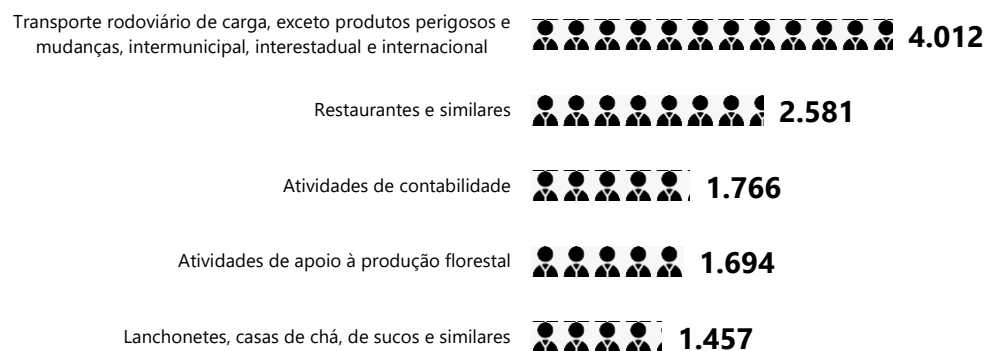 Transporte rodoviário de carga, exceto produtos perigosos e
mudanças, intermunicipal, interestadual e internacional
4.012
Restaurantes e similares
2.581
Atividades de contabilidade
1.766
Atividades de apoio à produção florestal
1.694
Lanchonetes, casas de chá, de sucos e similares
1.457